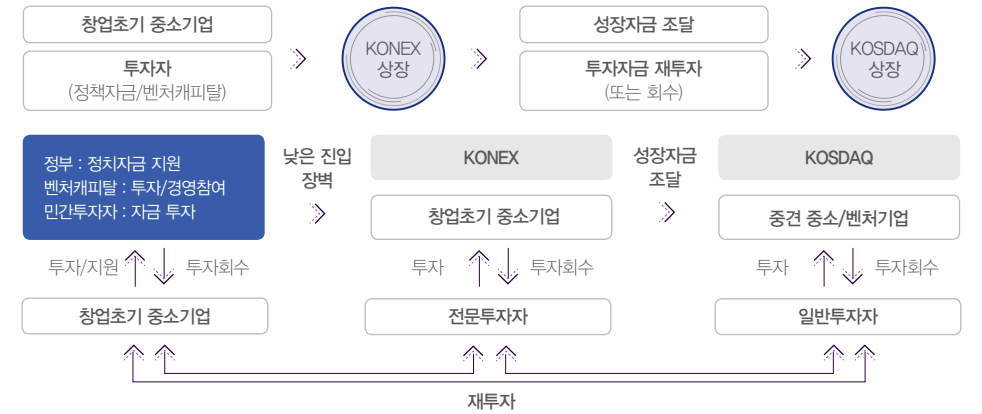 창업초기 중소기업
투자자
(정책자금/벤처캐피탈)
KONEX
상장
성장자금 조달
투자자금 재투자
(또는 회수)
KOSDAQ
상장
정부 : 정치자금 지원
벤처캐피탈 : 투자/경영참여
민간투자자 : 자금 투자
낮은 진입
장벽
KONEX
창업초기 중소기업
성장자금
조달
KOSDAQ
중견 중소/벤처기업
투자/지원
투자회수
투자
투자회수
투자
투자회수
창업초기 중소기업
전문투자자
일반투자자
재투자